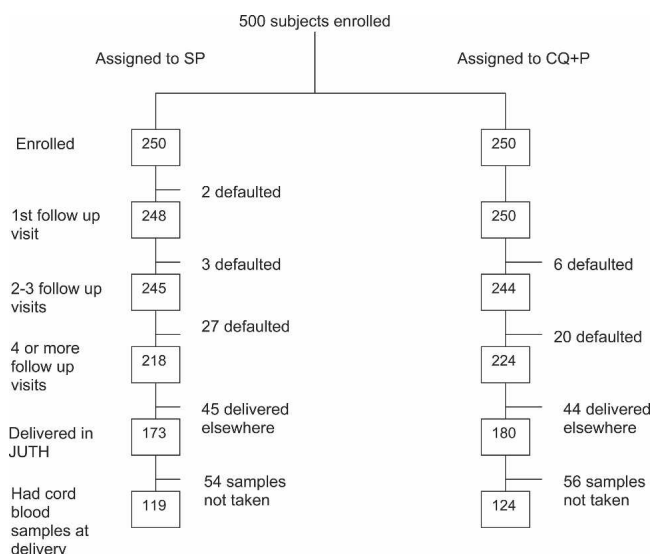 500 subjects enrolled
Assigned to SP
Assigned to CQ+P
Enrolled
250
250
2 defaulted
1st follow up
visit
248
250
3 defaulted
6 defaulted
2-3 follow up
visits
245
244
27 defaulted
20 defaulted
4 or more
follow up
visits
218
224
45 delivered
elsewhere
44 delivered
elsewhere
Delivered in
JUTH
173
180
54 samples
not taken
56 samples
not taken
Had cord
blood
samples at
delivery
119
124